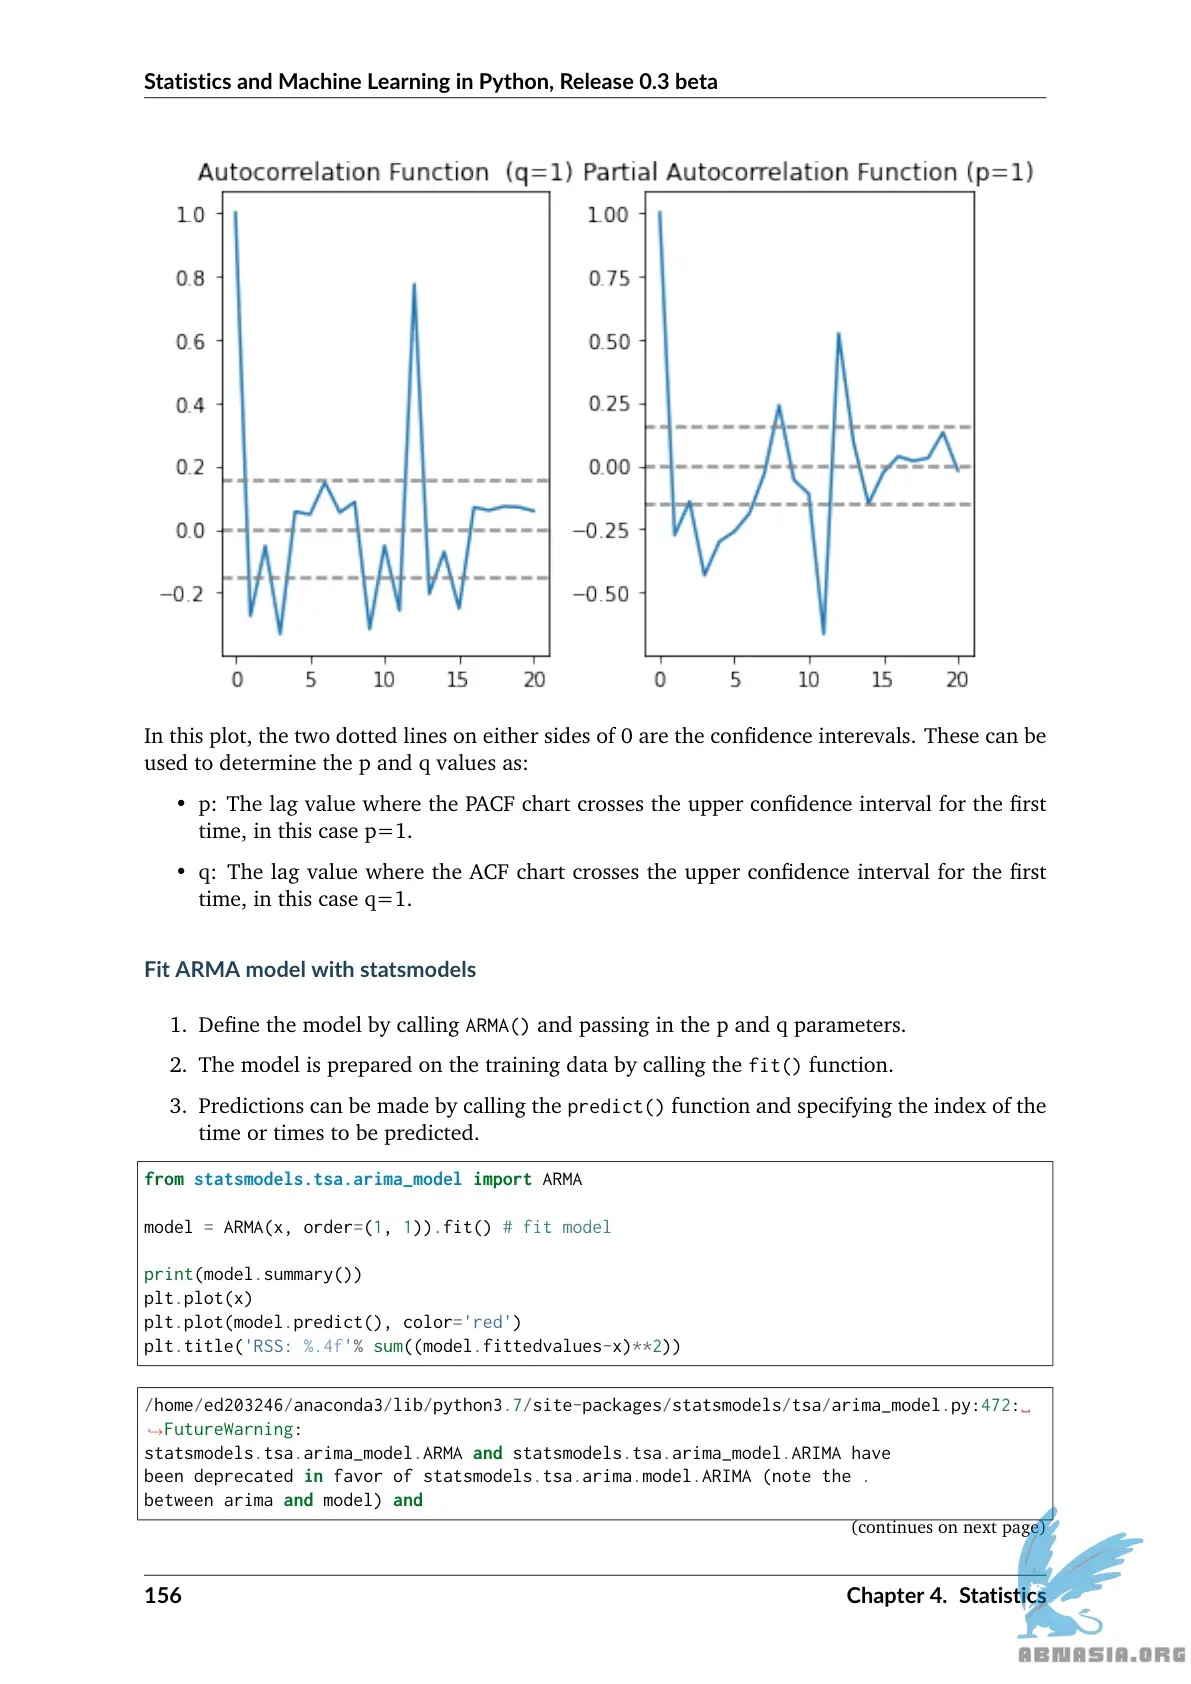 Statistics and Machine Learning in Python, Release 0.3 beta
Autocorrelation Function (q=1) Partial Autocorrelation Function (p=1)
1.0
0.8
0.6
0.4
0.2
0.0
−0.2
0 5 10 15 20
1.00
0.75
0.50
0.25
0.00
−0.25
−0.50
0 5 10 15 20
In this plot, the two dotted lines on either sides of 0 are the confidence interevals. These can be
used to determine the p and q values as:
• p: The lag value where the PACF chart crosses the upper confidence interval for the first
time, in this case p=1.
• q: The lag value where the ACF chart crosses the upper confidence interval for the first
time, in this case q=1.
Fit ARMA model with statsmodels
1. Define the model by calling ARMA() and passing in the p and q parameters.
2. The model is prepared on the training data by calling the fit() function.
3. Predictions can be made by calling the predict() function and specifying the index of the
time or times to be predicted.
from statsmodels.tsa.arima_model import ARMA
model = ARMA(x, order=(1, 1)).fit() # fit model
print(model.summary())
plt.plot(x)
plt.plot(model.predict(), color='red')
plt.title('RSS: %.4f'% sum((model.fittedvalues-x)**2))
/home/ed203246/anaconda3/lib/python3.7/site-packages/statsmodels/tsa/arima_model.py:472:␣
↪FutureWarning:
statsmodels.tsa.arima_model.ARMA and statsmodels.tsa.arima_model.ARIMA have
been deprecated in favor of statsmodels.tsa.arima.model.ARIMA (note the .
between arima and model) and
(continues on next page)
156 Chapter 4. Statistics
ABNASIA.ORG